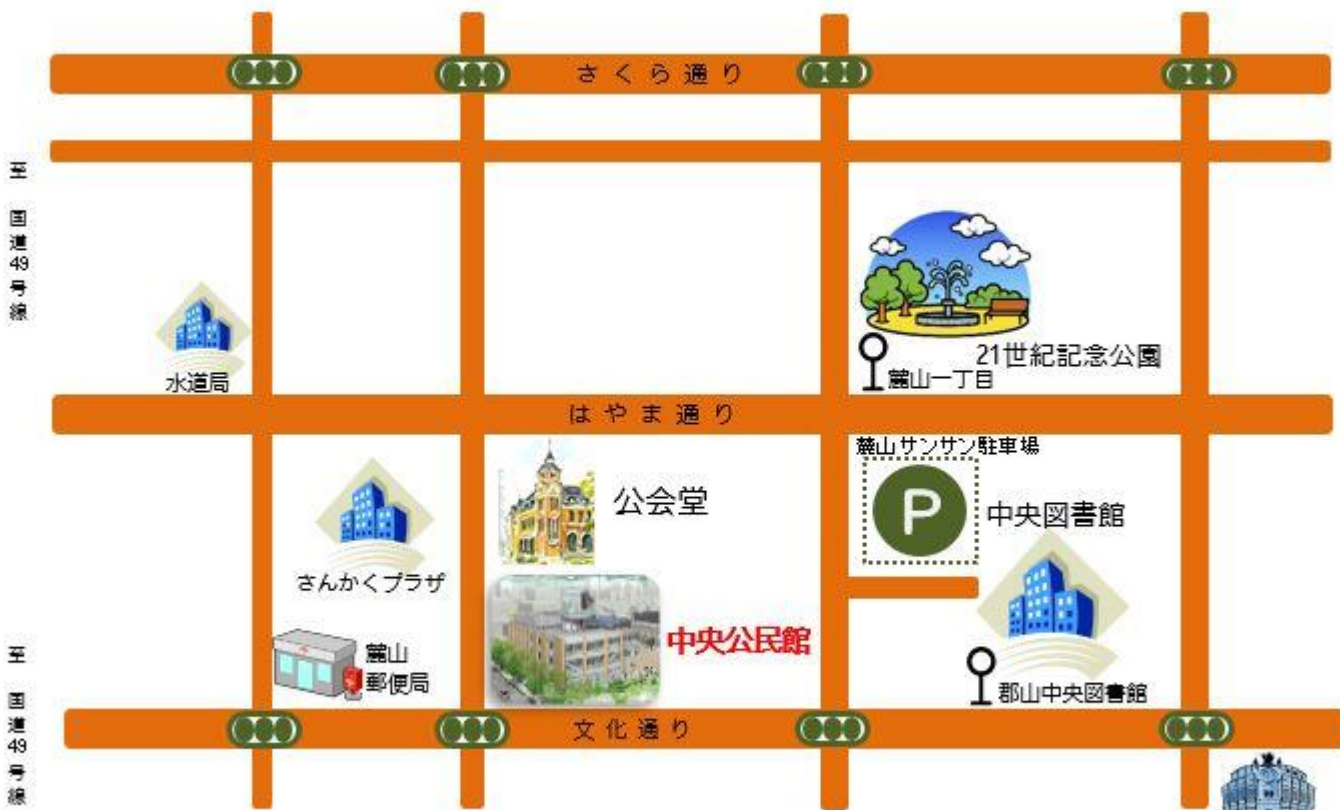 さくら通り
至 国道49号線
21世紀記念公園
麓山一丁目
水道局
はやま通り
麓山サンサン駐車場
P
公会堂
中央図書館
さんかくプラザ
中央公民館
麓山
郵便局
至 国道49号線
郡山中央図書館
文化通り